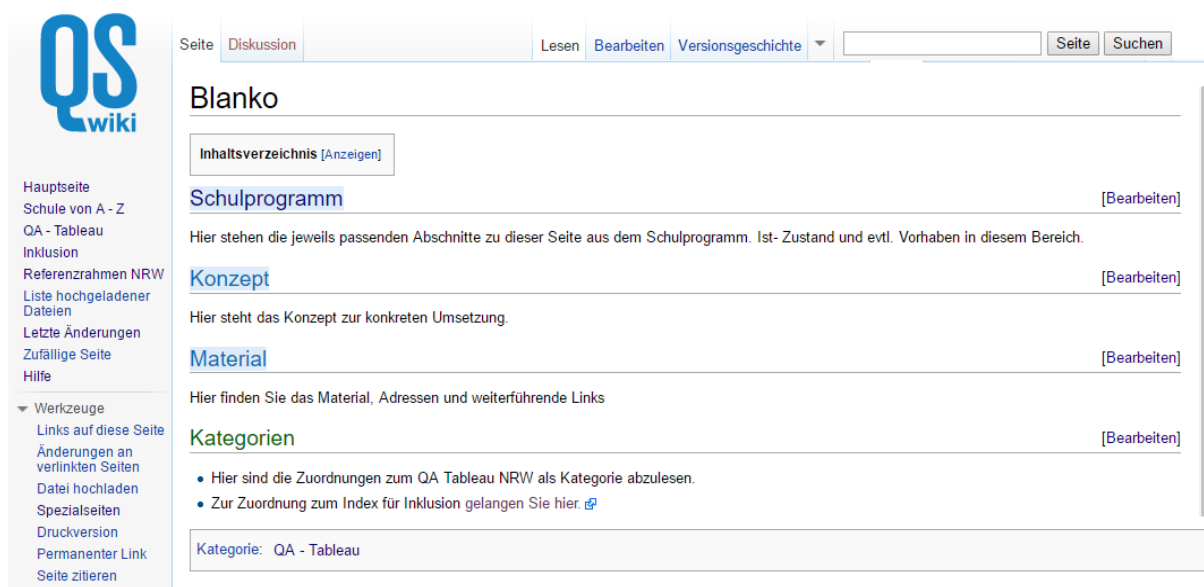 QS
wiki
Seite Diskussion Lesen Bearbeiten Versionsgeschichte Seite Suchen
Blanko
Inhaltsverzeichnis [Anzeigen]
Hauptseite
Schule von A - Z
QA - Tableau
Inklusion
Referenzrahmen NRW
Liste hochgeladener
Dateien
Letzte Änderungen
Zufällige Seite
Hilfe
Werkzeuge
Links auf diese Seite
Änderungen an
verlinkten Seiten
Datei hochladen
Spezialseiten
Druckversion
Permanenter Link
Seite zitieren
Schulprogramm [Bearbeiten]
Hier stehen die jeweils passenden Abschnitte zu dieser Seite aus dem Schulprogramm. Ist- Zustand und evtl. Vorhaben in diesem Bereich.
Konzept [Bearbeiten]
Hier steht das Konzept zur konkreten Umsetzung.
Material [Bearbeiten]
Hier finden Sie das Material, Adressen und weiterführende Links
Kategorien [Bearbeiten]
• Hier sind die Zuordnungen zum QA Tableau NRW als Kategorie abzulesen.
• Zur Zuordnung zum Index für Inklusion gelangen Sie hier.
Kategorie: QA - Tableau